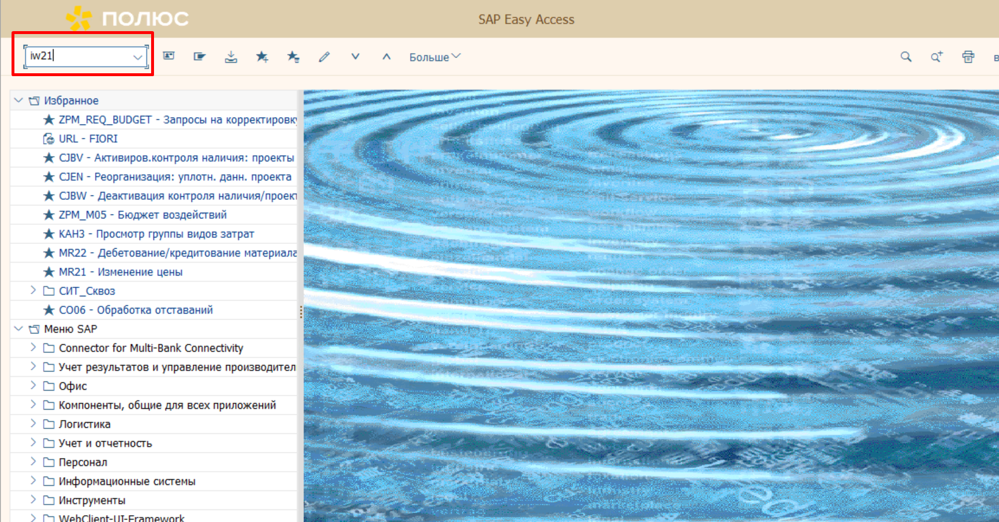 ПОЛЮС
SAP Easy Access
iw21
Больше
Избранное
ZPM_REQ_BUDGET - Запросы на корректировку
URL - FIORI
CJBV - Активиров.контроля наличия: проекты
CJEN - Реорганизация: уплотн. данн. проекта
CJBW - Деактивация контроля наличия/проект
ZPM_M05 - Бюджет воздействий
KAH3 - Просмотр группы видов затрат
MR22 - Дебетование/кредитование материала
MR21 - Изменение цены
СИТ_Сквоз
CO06 - Обработка отставаний
Меню SAP
Connector for Multi-Bank Connectivity
Учет результатов и управление производител
Офис
Компоненты, общие для всех приложений
Логистика
Учет и отчетность
Персонал
Информационные системы
Инструменты
WebClient-UI-Framework